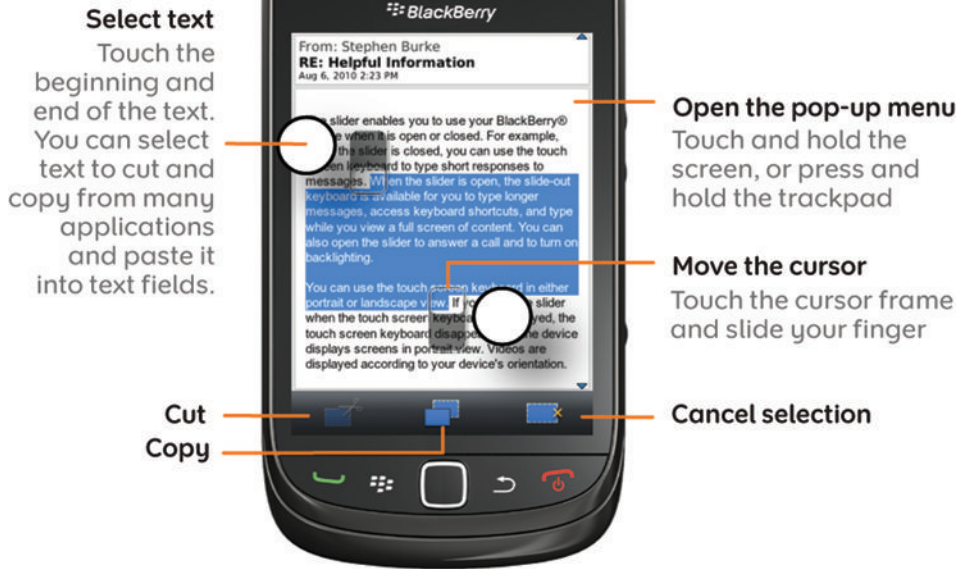 BlackBerry
Select text
Touch the
beginning and
end of the text.
You can select
text to cut and
copy from many
applications
and paste it
into text fields.
From: Stephen Burke
RE: Helpful Information
Aug 6, 2010 2:23 PM
slider enables you to use your BlackBerry®
when it is open or closed. For example,
the slider is closed, you can use the touch
keyboard to type short responses to
messages. When the slider is open, the slide-out
keyboard is available for you to type longer
messages, access keyboard shortcuts, and type
while you view a full screen of content. You can
also open the slider to answer a call and to turn on
backlighting.
You can use the touch screen keyboard in either
portrait or landscape view. If slider
when the touch screen the
touch screen keyboard device
displays screens in portrait view. Videos are
displayed according to your device's orientation.
Open the pop-up menu
Touch and hold the
screen, or press and
hold the trackpad
Move the cursor
Touch the cursor frame
and slide your finger
Cut
Copy
Cancel selection